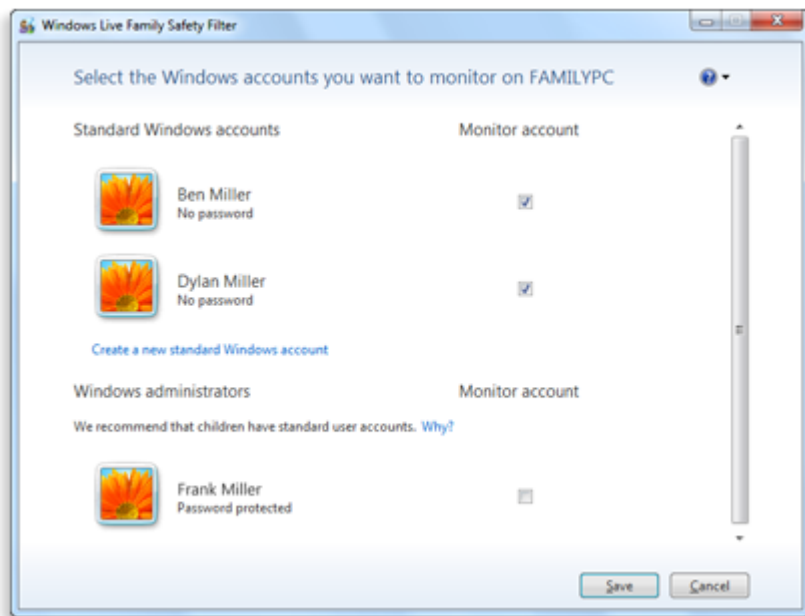 Windows Live Family Safety Filter
Select the Windows accounts you want to monitor on FAMILYPC
Standard Windows accounts Monitor account
Ben Miller
No password
Dylan Miller
No password
Create a new standard Windows account
Windows administrators Monitor account
We recommend that children have standard user accounts. Why?
Frank Miller
Password protected
Save Cancel